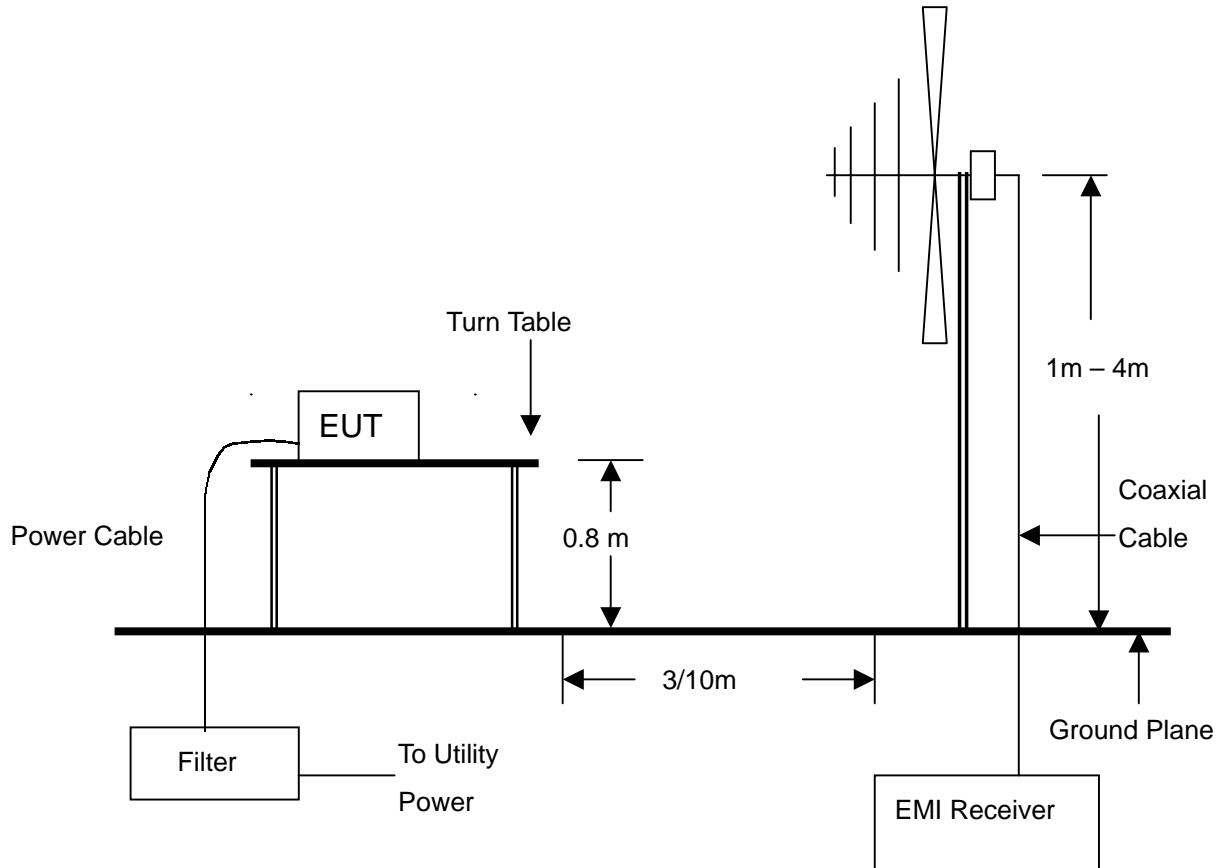 Turn Table
1m – 4m
EUT
Coaxial
Cable
Power Cable
0.8 m
3/10m
Ground Plane
Filter
To Utility
Power
EMI Receiver